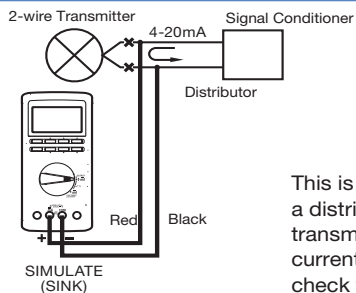 2-wire Transmitter
Signal Conditioner
4-20mA
Distributor
Red
Black
+ −
SIMULATE
(SINK)
This is
a distri
transm
current
check